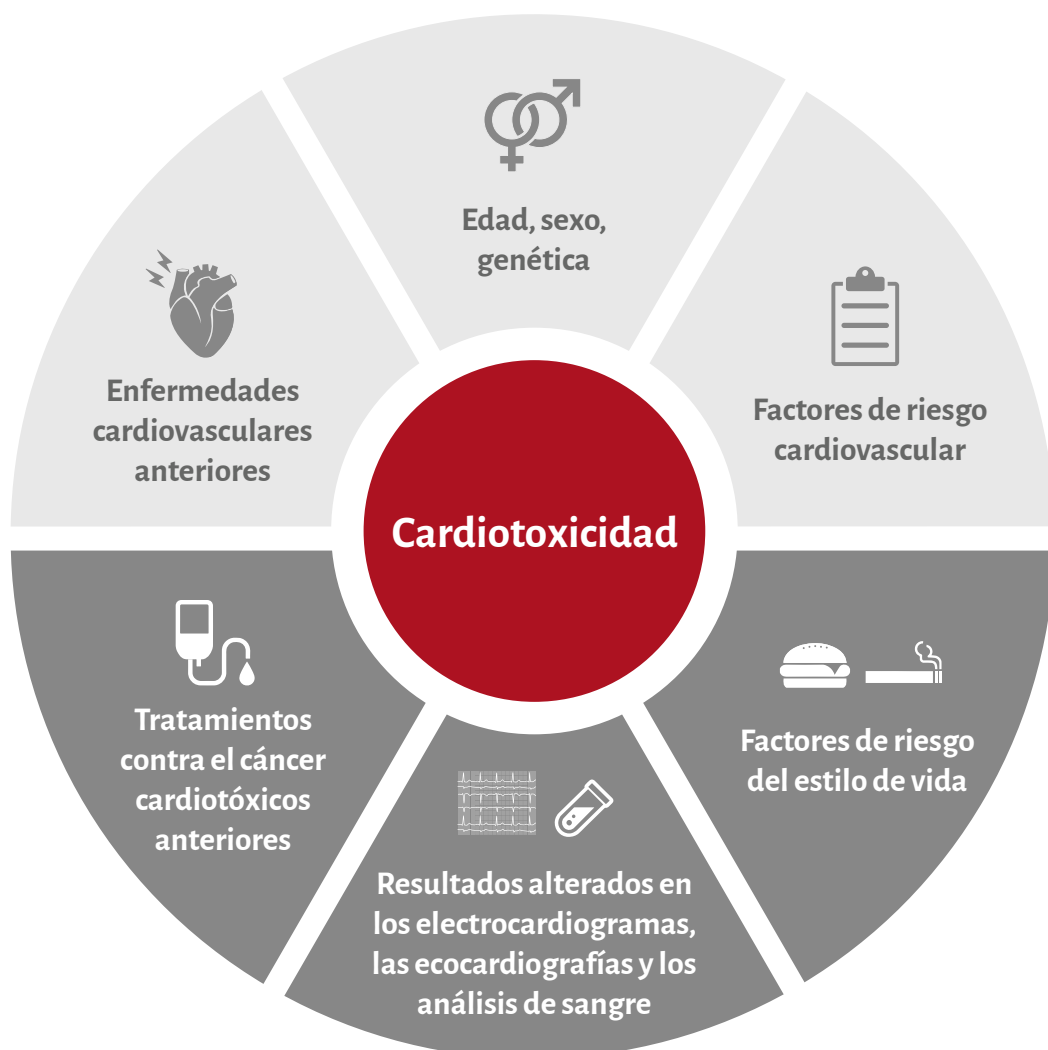 Edad, sexo,
genética
Enfermedades
cardiovasculares
anteriores
Factores de riesgo
cardiovascular
Cardiotoxicidad
Tratamientos
contra el cáncer
cardiotóxicos
anteriores
Factores de riesgo
del estilo de vida
Resultados alterados en
los electrocardiogramas,
las ecocardiografías y los
análisis de sangre